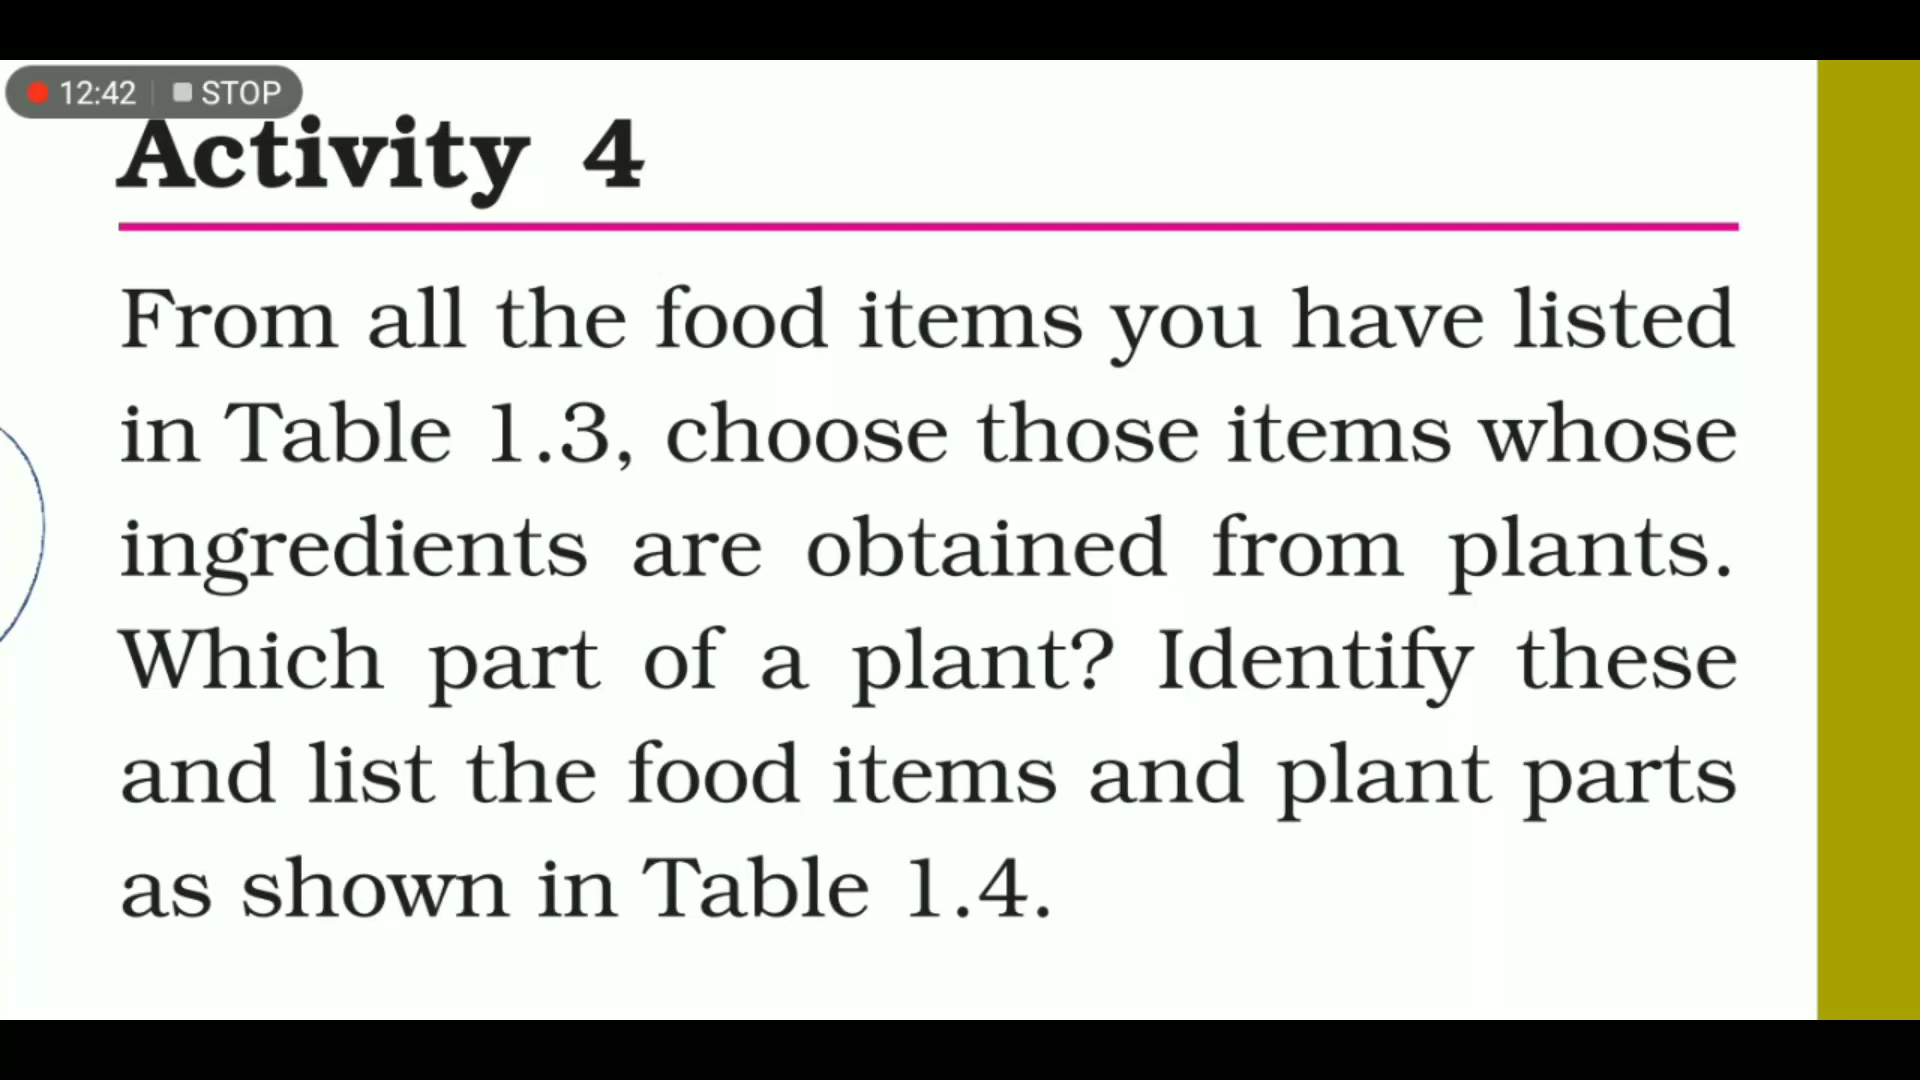 12:42 STOP
Activity 4
From all the food items you have listed
in Table 1.3, choose those items whose
ingredients are obtained from plants.
Which part of a plant? Identify these
and list the food items and plant parts
as shown in Table 1.4.